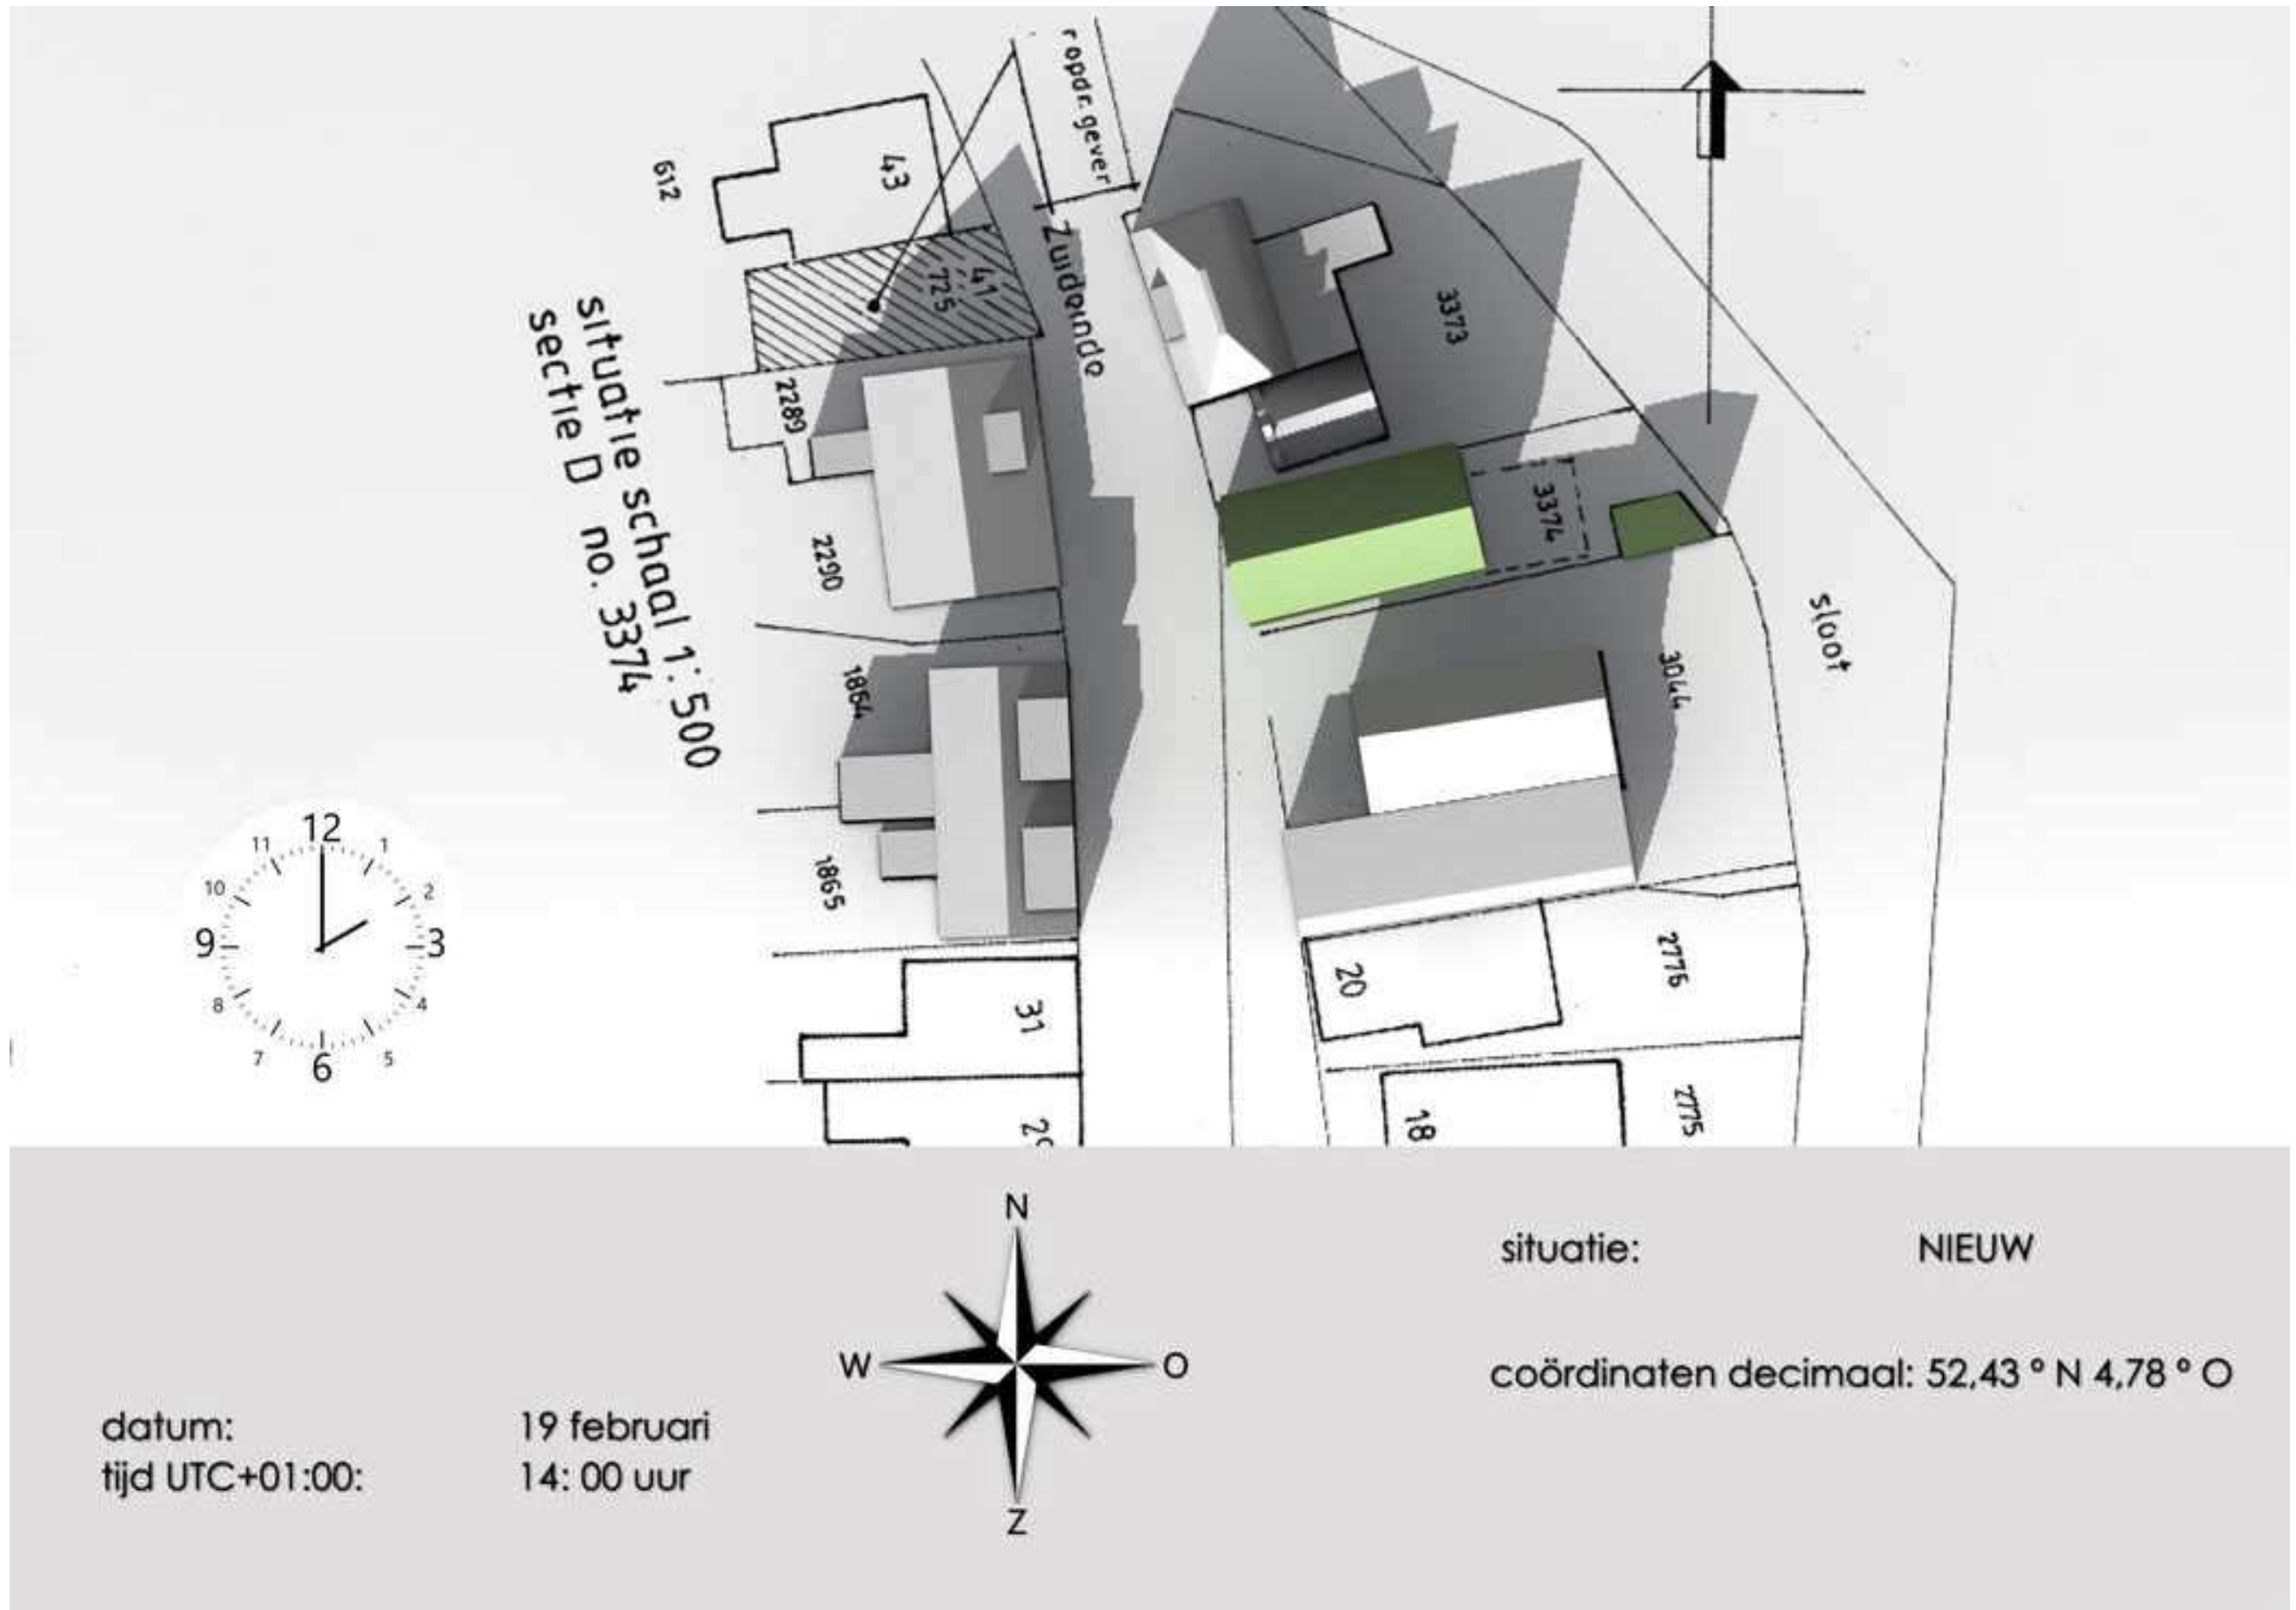 r opdr. gever
43
612
41
725
Zuideinde
3373
situatie schaal 1:500
sectie D no. 3374
2289
3374
2290
sloot
1864
3044
1865
12
11
1
10
2
9
3
8
4
7
5
6
31
20
2776
18
2775
N
W
O
Z
situatie: NIEUW
coördinaten decimaal: 52,43 º N 4,78 º O
datum: 19 februari
tijd UTC+01:00: 14: 00 uur